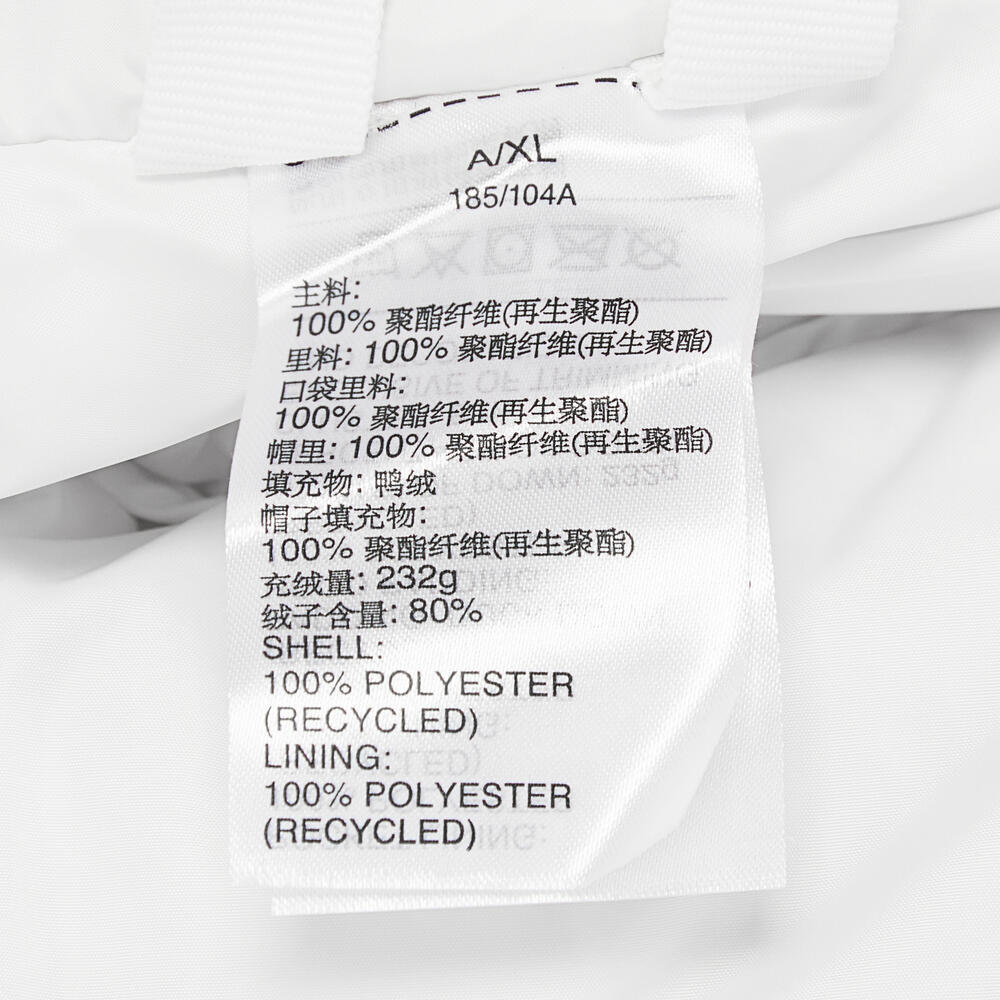 A/XL
185/104A
主料:
100% 聚酯纤维(再生聚酯)
里料: 100% 聚酯纤维(再生聚酯)
口袋里料:
100% 聚酯纤维(再生聚酯)
帽里: 100% 聚酯纤维(再生聚酯)
填充物: 鸭绒
帽子填充物:
100% 聚酯纤维(再生聚酯)
充绒量: 232g
绒子含量: 80%
SHELL:
100% POLYESTER
(RECYCLED)
LINING:
100% POLYESTER
(RECYCLED)